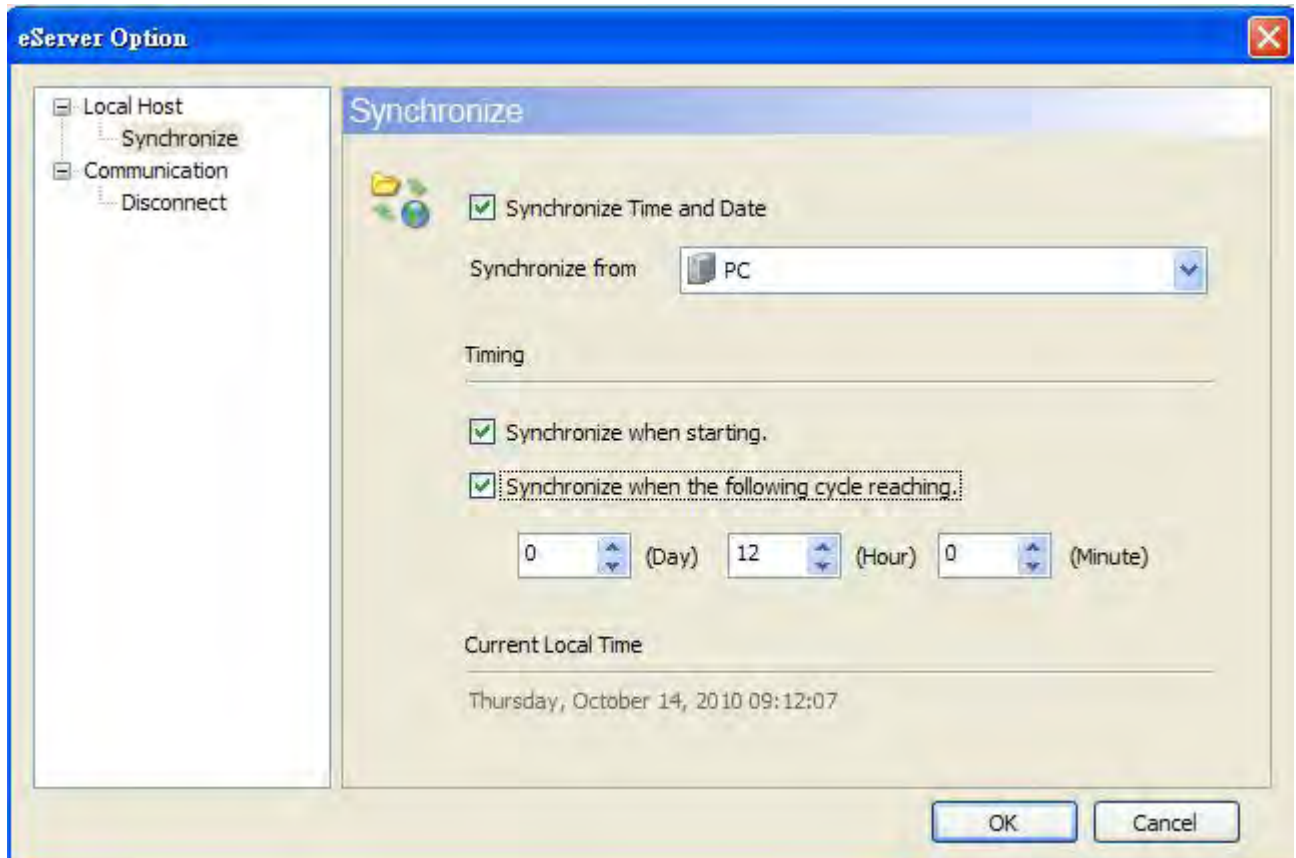 eServer Option
Local Host
Synchronize
Communication
Disconnect
Synchronize
Synchronize Time and Date
Synchronize from PC
Timing
Synchronize when starting.
Synchronize when the following cycle reaching.
0 (Day) 12 (Hour) 0 (Minute)
Current Local Time
Thursday, October 14, 2010 09:12:07
OK Cancel